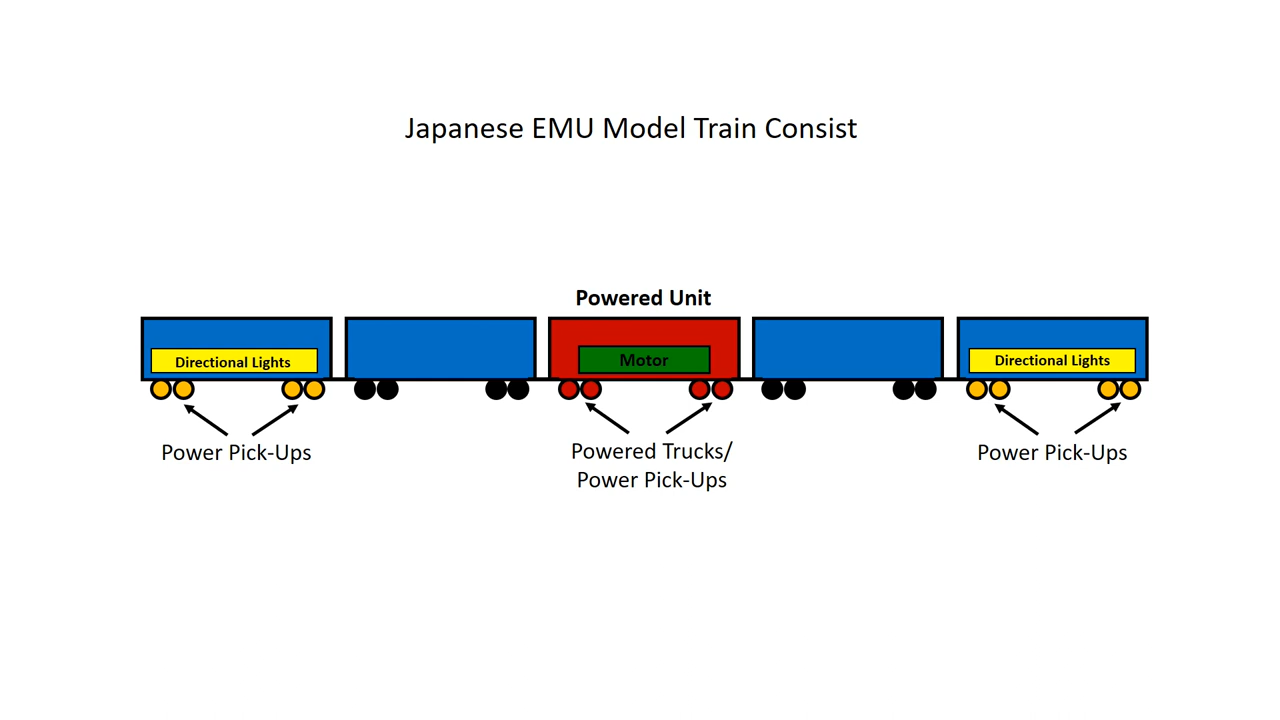 Japanese EMU Model Train Consist
Powered Unit
Directional Lights
Motor
Directional Lights
Power Pick-Ups
Powered Trucks/
Power Pick-Ups
Power Pick-Ups